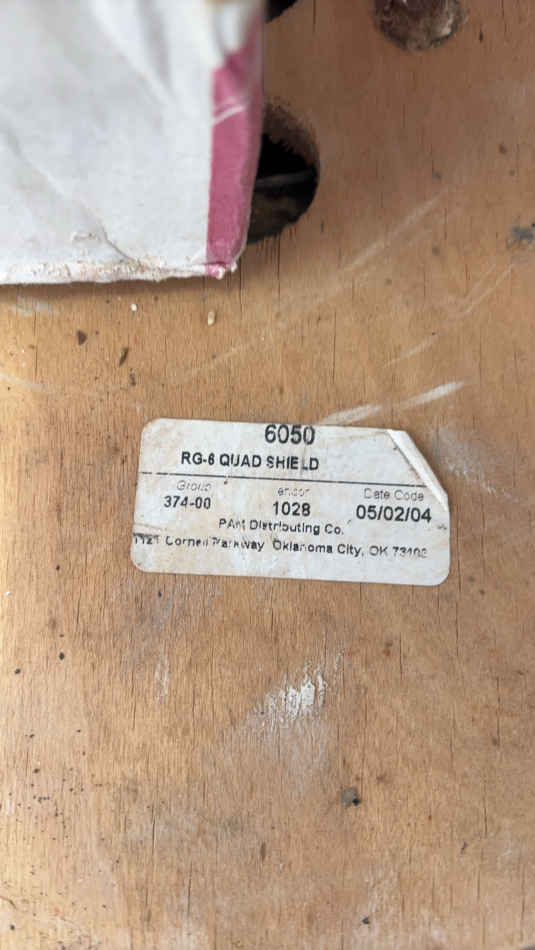 6050
RG-6 QUAD SHIELD
Group Vendor Date Code
374-00 1028 05/02/04
Distributing Co.
Cornell Parkway Oklahoma City, OK